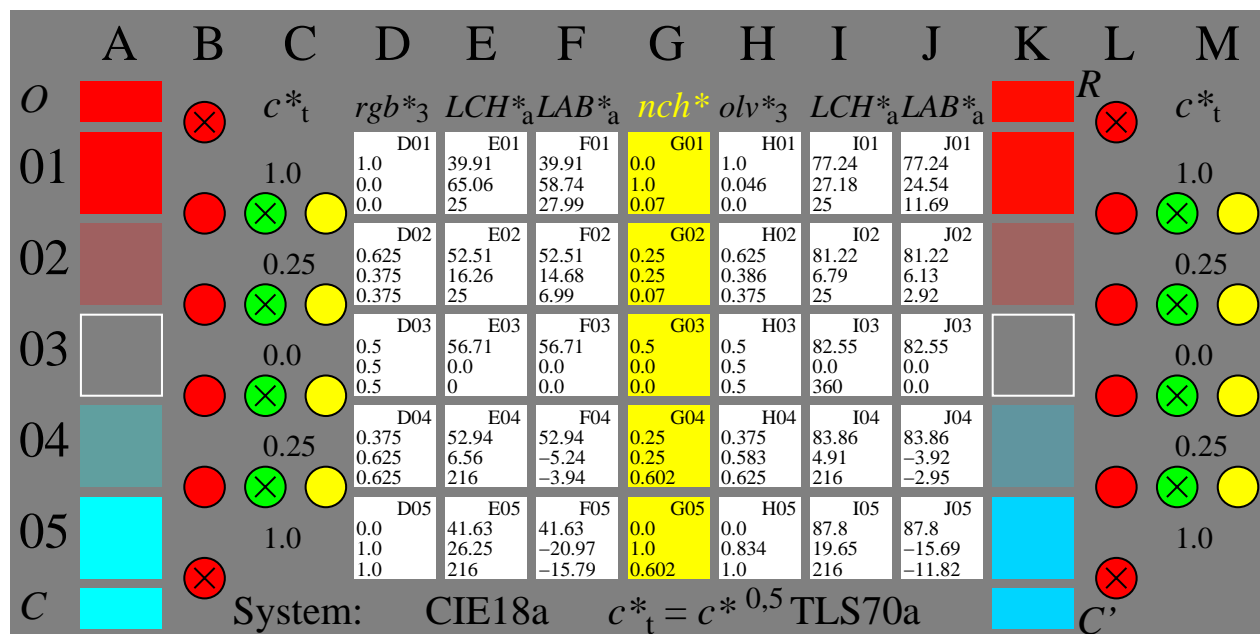 A B C D E F G H I J K L M
O c*t rgb*3 LCH*a LAB*a nch* olv*3 LCH*a LAB*a R c*t
01 1.0 1.0
D01 E01 F01 G01 H01 I01 J01
1.0 39.91 39.91 0.0 1.0 77.24 77.24
0.0 65.06 58.74 1.0 0.046 27.18 24.54
0.0 25 27.99 0.07 0.0 25 11.69
02 0.25 0.25
D02 E02 F02 G02 H02 I02 J02
0.625 52.51 52.51 0.25 0.625 81.22 81.22
0.375 16.26 14.68 0.25 0.386 6.79 6.13
0.375 25 6.99 0.07 0.375 25 2.92
03 0.0 0.0
D03 E03 F03 G03 H03 I03 J03
0.5 56.71 56.71 0.5 0.5 82.55 82.55
0.5 0.0 0.0 0.0 0.5 0.0 0.0
0.5 0 0.0 0.0 0.5 360 0.0
04 0.25 0.25
D04 E04 F04 G04 H04 I04 J04
0.375 52.94 52.94 0.25 0.375 83.86 83.86
0.625 6.56 −5.24 0.25 0.583 4.91 −3.92
0.625 216 −3.94 0.602 0.625 216 −2.95
05 1.0 1.0
D05 E05 F05 G05 H05 I05 J05
0.0 41.63 41.63 0.0 0.0 87.8 87.8
1.0 26.25 −20.97 1.0 0.834 19.65 −15.69
1.0 216 −15.79 0.602 1.0 216 −11.82
C System: CIE18a c*t = c* 0,5 TLS70a C'